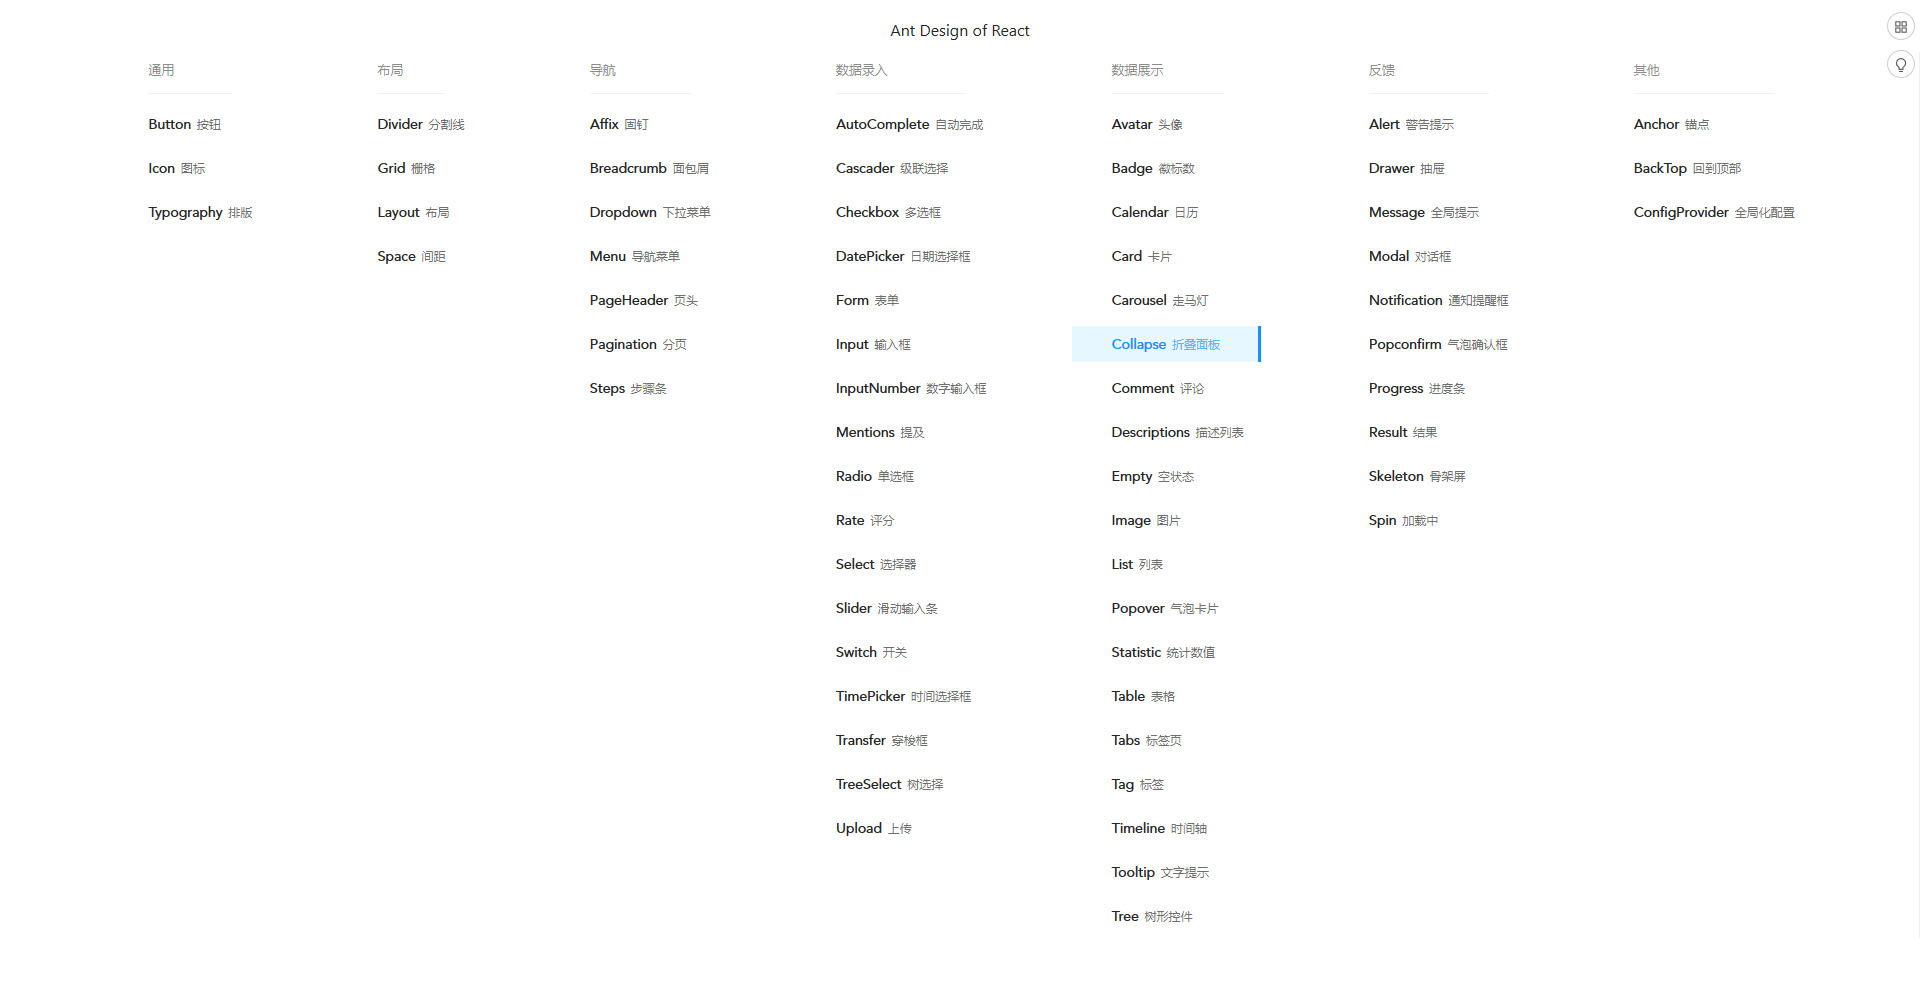 Ant Design of React
通用
Button 按钮
Icon 图标
Typography 排版
布局
Divider 分割线
Grid 栅格
Layout 布局
Space 间距
导航
Affix 固钉
Breadcrumb 面包屑
Dropdown 下拉菜单
Menu 导航菜单
PageHeader 页头
Pagination 分页
Steps 步骤条
数据录入
AutoComplete 自动完成
Cascader 级联选择
Checkbox 多选框
DatePicker 日期选择框
Form 表单
Input 输入框
InputNumber 数字输入框
Mentions 提及
Radio 单选框
Rate 评分
Select 选择器
Slider 滑动输入条
Switch 开关
TimePicker 时间选择框
Transfer 穿梭框
TreeSelect 树选择
Upload 上传
数据展示
Avatar 头像
Badge 徽标数
Calendar 日历
Card 卡片
Carousel 走马灯
Collapse 折叠面板
Comment 评论
Descriptions 描述列表
Empty 空状态
Image 图片
List 列表
Popover 气泡卡片
Statistic 统计数值
Table 表格
Tabs 标签页
Tag 标签
Timeline 时间轴
Tooltip 文字提示
Tree 树形控件
反馈
Alert 警告提示
Drawer 抽屉
Message 全局提示
Modal 对话框
Notification 通知提醒框
Popconfirm 气泡确认框
Progress 进度条
Result 结果
Skeleton 骨架屏
Spin 加载中
其他
Anchor 锚点
BackTop 回到顶部
ConfigProvider 全局化配置